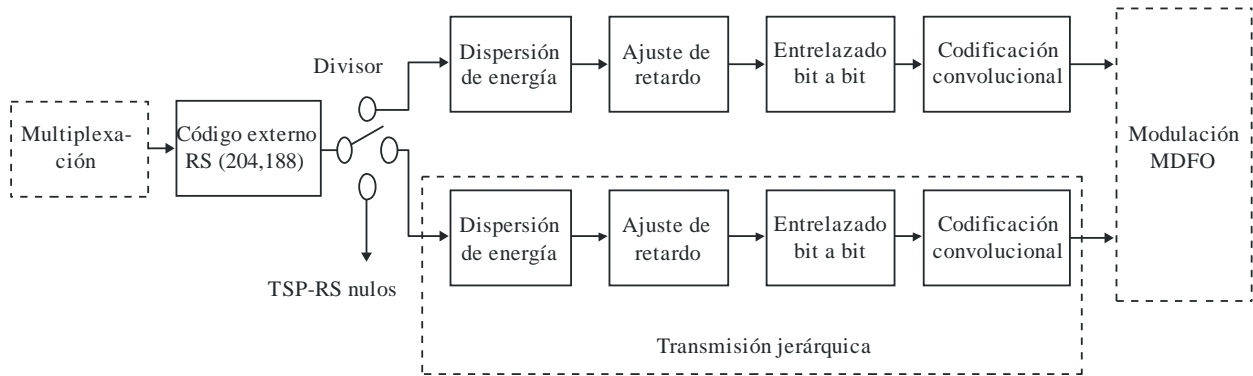 Multiplexa-
ción
Código externo
RS (204,188)
Divisor
TSP-RS nulos
Dispersión
de energía
Ajuste de
retardo
Entrelazado
bit a bit
Codificación
convolucional
Dispersión
de energía
Ajuste de
retardo
Entrelazado
bit a bit
Codificación
convolucional
Transmisión jerárquica
Modulación
MDFO